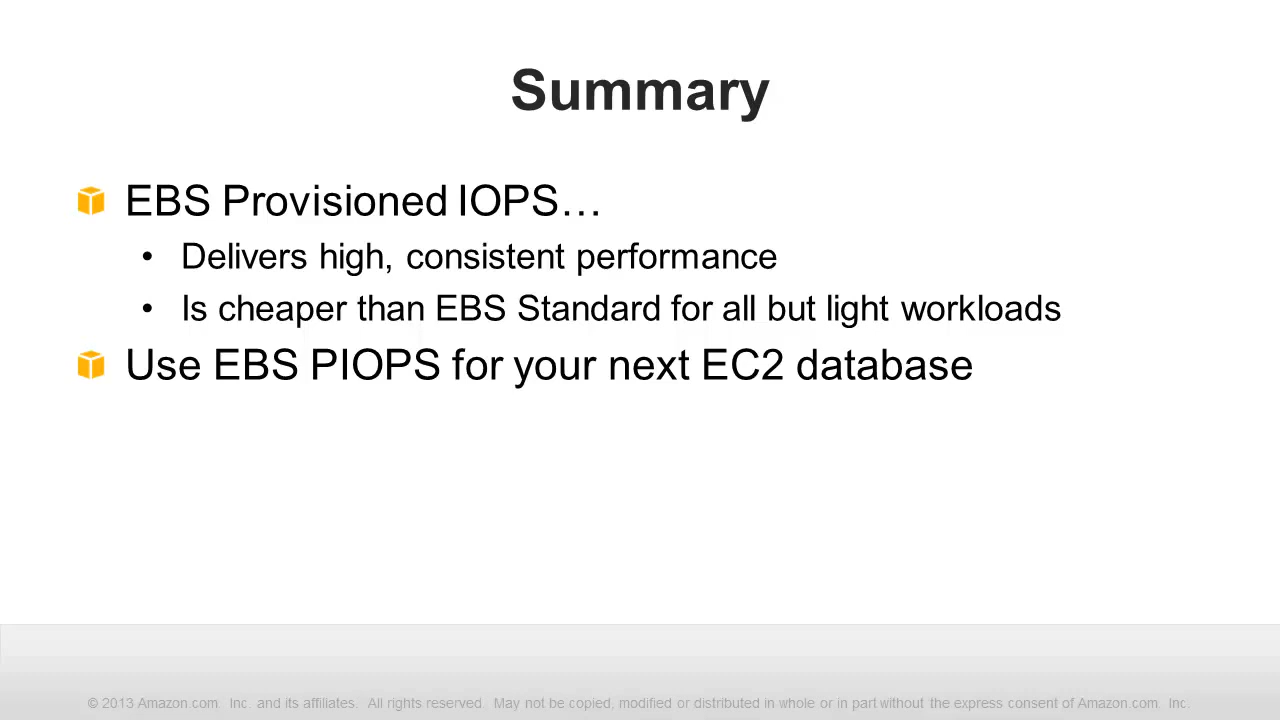 Summary
EBS Provisioned IOPS…
• Delivers high, consistent performance
• Is cheaper than EBS Standard for all but light workloads
Use EBS PIOPS for your next EC2 database
© 2013 Amazon.com. Inc. and its affiliates. All rights reserved. May not be copied, modified or distributed in whole or in part without the express consent of Amazon.com. Inc.